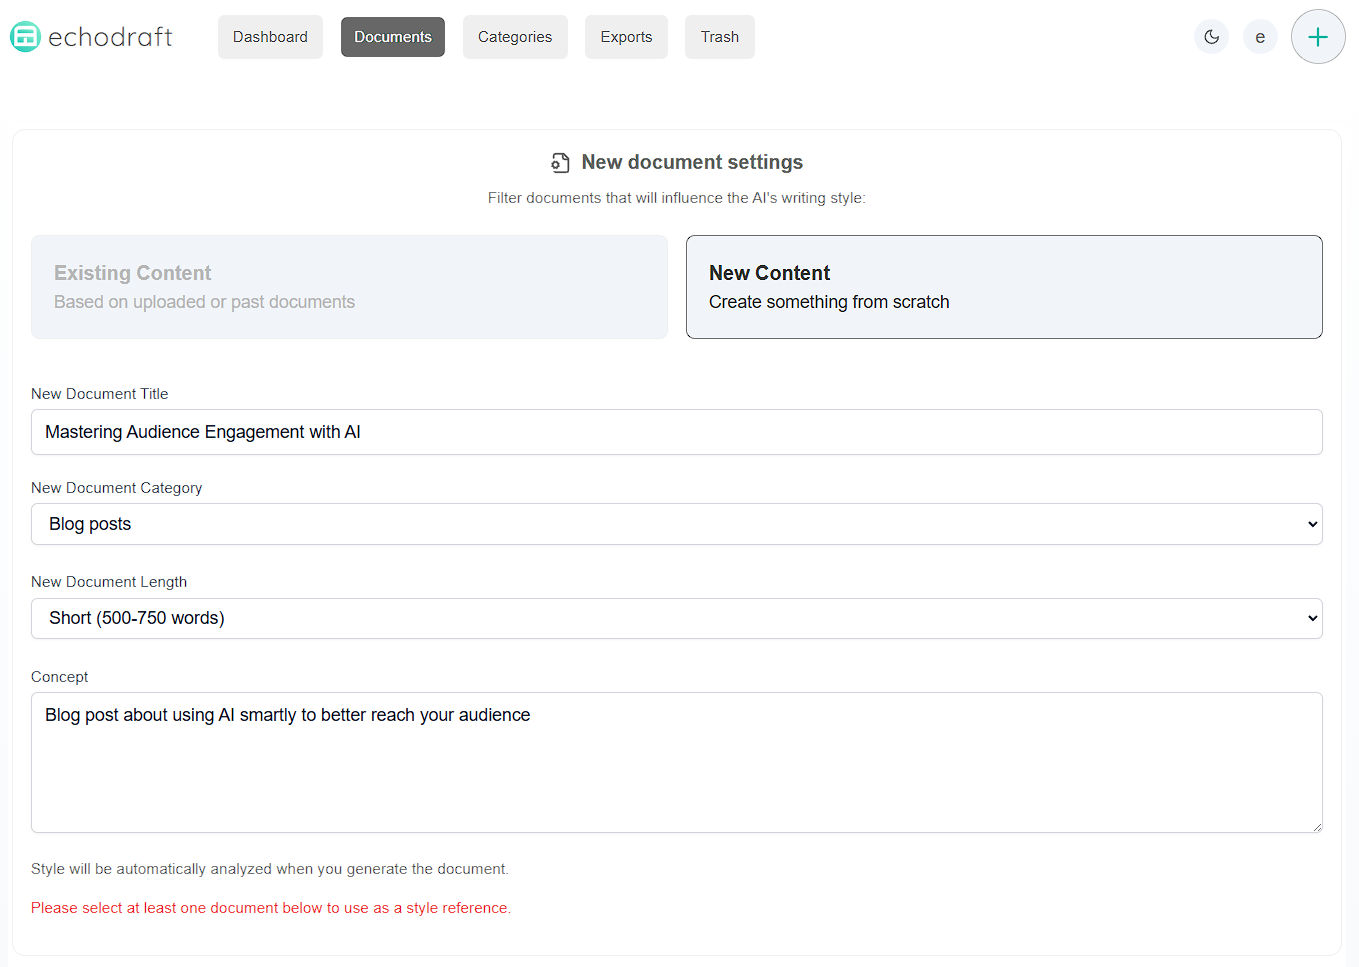 echodraft
Dashboard
Documents
Categories
Exports
Trash
e
New document settings
Filter documents that will influence the AI's writing style:
Existing Content
Based on uploaded or past documents
New Content
Create something from scratch
New Document Title
Mastering Audience Engagement with AI
New Document Category
Blog posts
New Document Length
Short (500-750 words)
Concept
Blog post about using AI smartly to better reach your audience
Style will be automatically analyzed when you generate the document.
Please select at least one document below to use as a style reference.